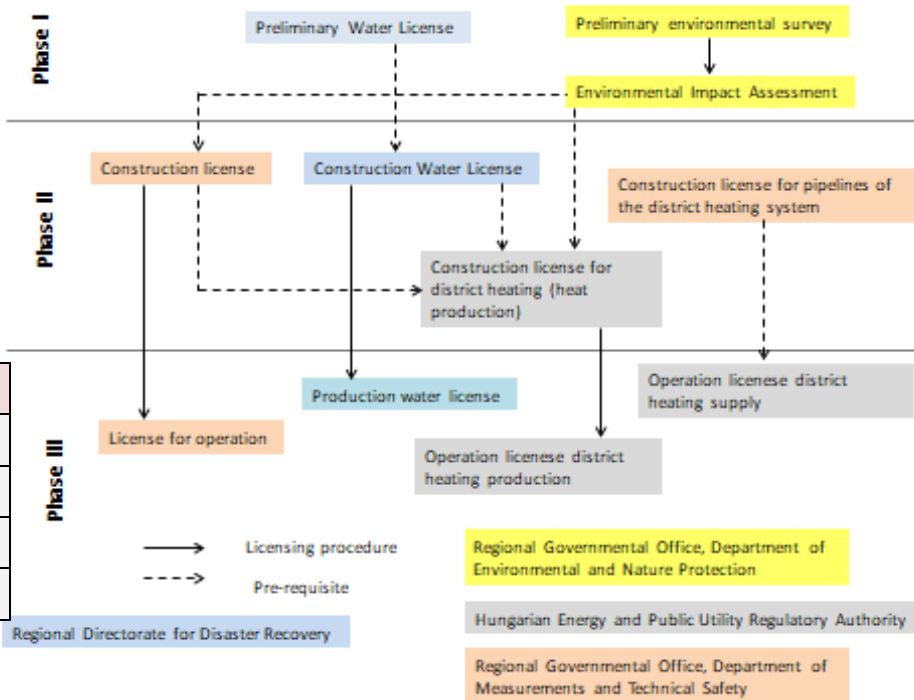 Phase I
Preliminary Water License
Preliminary environmental survey
Environmental Impact Assessment
Phase II
Construction license
Construction Water License
Construction license for pipelines of
the district heating system
Construction license for
district heating (heat
production)
Phase III
Production water license
Operation licenese district
heating supply
License for operation
Operation licenese district
heating production
Licensing procedure
Pre-requisite
Regional Governmental Office, Department of
Environmental and Nature Protection
Hungarian Energy and Public Utility Regulatory Authority
Regional Directorate for Disaster Recovery
Regional Governmental Office, Department of
Measurements and Technical Safety